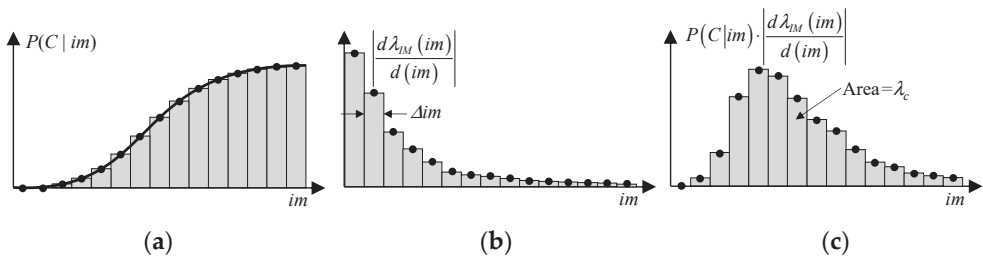 P(C | im)
im
(a)
|dλ_IM (im) / d (im)|
Δim
im
(b)
P(C|im)·|dλ_IM (im) / d (im)|
Area=λ_c
im
(c)